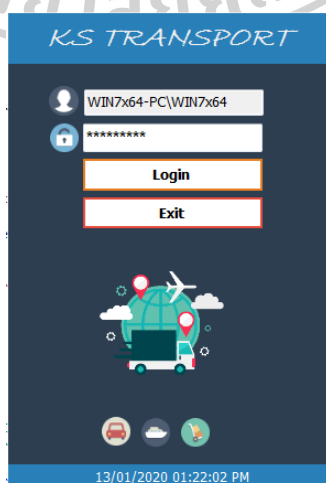 KS TRANSPORT
WIN7x64-PC\WIN7x64
*********
Login
Exit
13/01/2020 01:22:02 PM